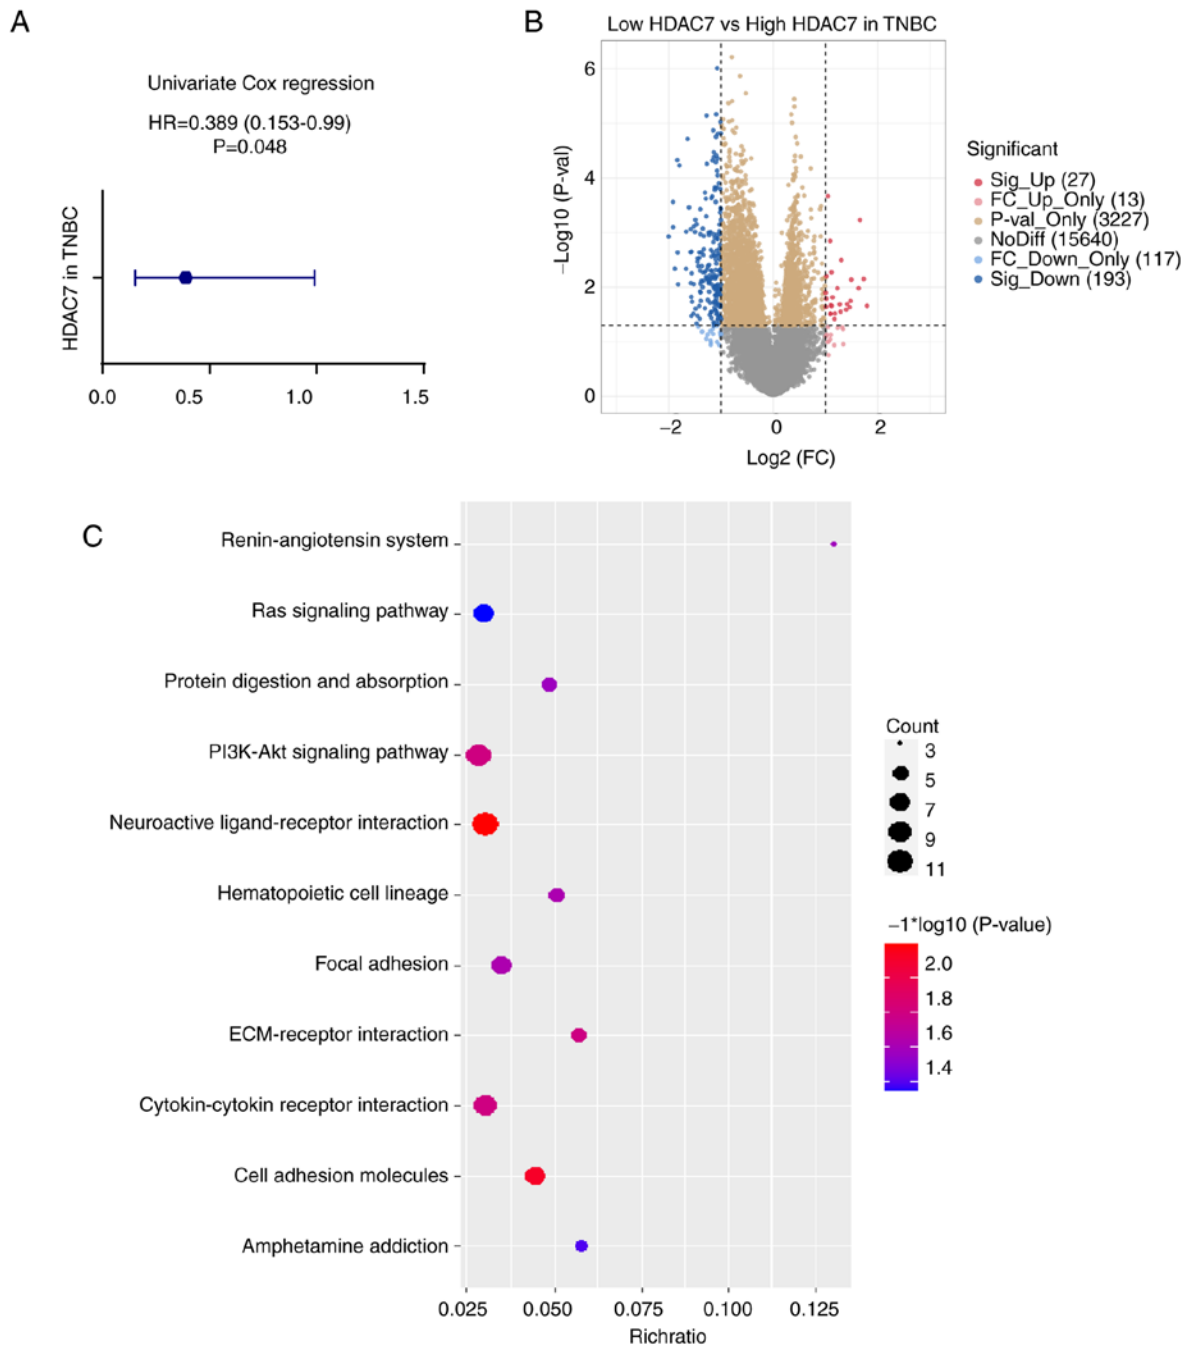 A
Univariate Cox regression
HR=0.389 (0.153-0.99)
P=0.048
HDAC7 in TNBC
0.0
0.5
1.0
1.5
B
Low HDAC7 vs High HDAC7 in TNBC
−Log10 (P-val)
6
4
2
0
−2
0
2
Log2 (FC)
Significant
Sig_Up (27)
FC_Up_Only (13)
P-val_Only (3227)
NoDiff (15640)
FC_Down_Only (117)
Sig_Down (193)
C
Renin-angiotensin system
Ras signaling pathway
Protein digestion and absorption
PI3K-Akt signaling pathway
Neuroactive ligand-receptor interaction
Hematopoietic cell lineage
Focal adhesion
ECM-receptor interaction
Cytokin-cytokin receptor interaction
Cell adhesion molecules
Amphetamine addiction
0.025
0.050
0.075
0.100
0.125
Richratio
Count
3
5
7
9
11
−1*log10 (P-value)
2.0
1.8
1.6
1.4